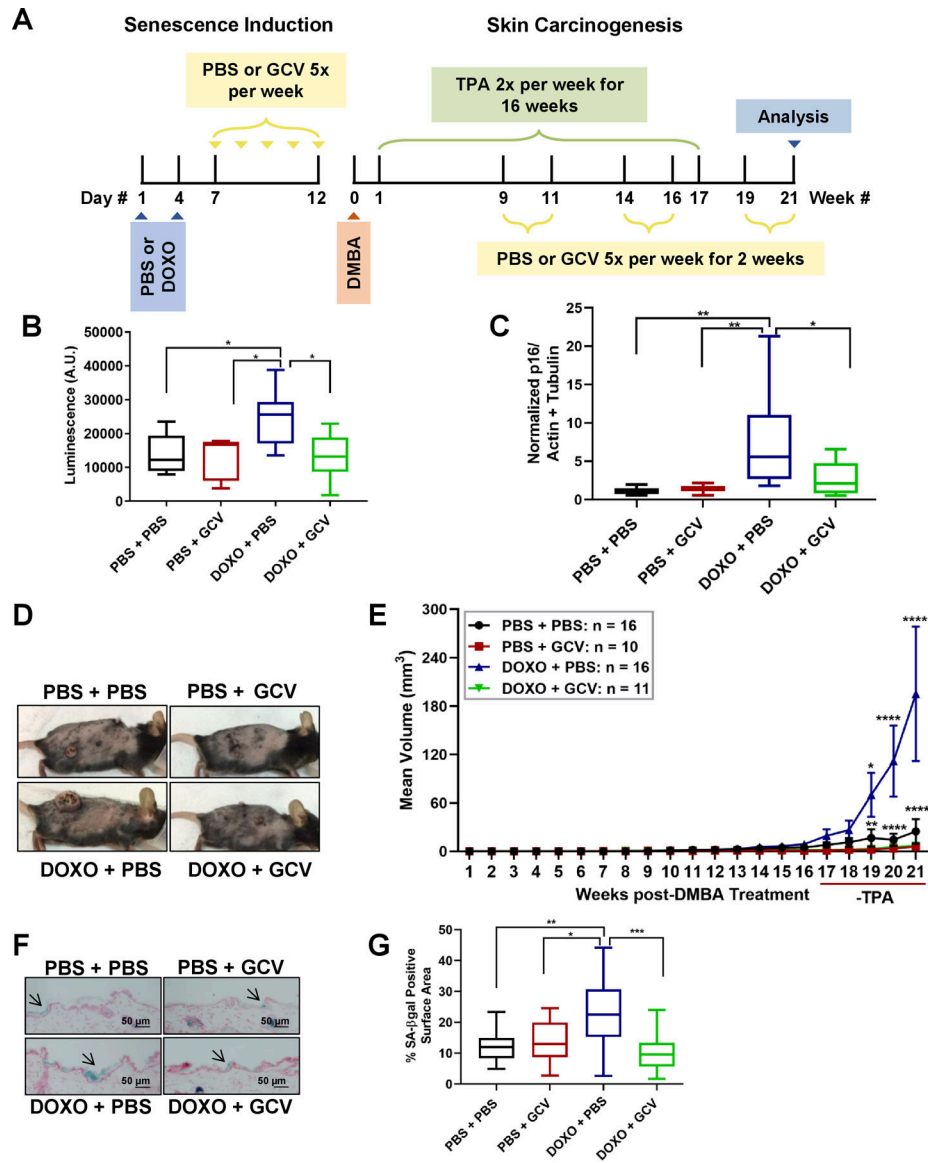 A
Senescence Induction
Skin Carcinogenesis
PBS or GCV 5x
per week
TPA 2x per week for
16 weeks
Analysis
Day #
1
4
7
12
0
1
9
11
14
16
17
19
21
Week #
PBS or
DOXO
DMBA
PBS or GCV 5x per week for 2 weeks
B
Luminescence (A.U.)
50000
40000
30000
20000
10000
0
*
*
*
PBS + PBS
PBS + GCV
DOXO + PBS
DOXO + GCV
C
Normalized p16/
Actin + Tubulin
25
20
15
10
5
0
**
**
*
PBS + PBS
PBS + GCV
DOXO + PBS
DOXO + GCV
D
PBS + PBS
PBS + GCV
DOXO + PBS
DOXO + GCV
E
Mean Volume (mm³)
300
240
180
120
60
0
PBS + PBS: n = 16
PBS + GCV: n = 10
DOXO + PBS: n = 16
DOXO + GCV: n = 11
****
****
*
****
**
****
1 2 3 4 5 6 7 8 9 10 11 12 13 14 15 16 17 18 19 20 21
Weeks post-DMBA Treatment
-TPA
F
PBS + PBS
PBS + GCV
50 µm
50 µm
50 µm
50 µm
DOXO + PBS
DOXO + GCV
G
% SA-βgal Positive
Surface Area
50
40
30
20
10
0
**
*
***
PBS + PBS
PBS + GCV
DOXO + PBS
DOXO + GCV